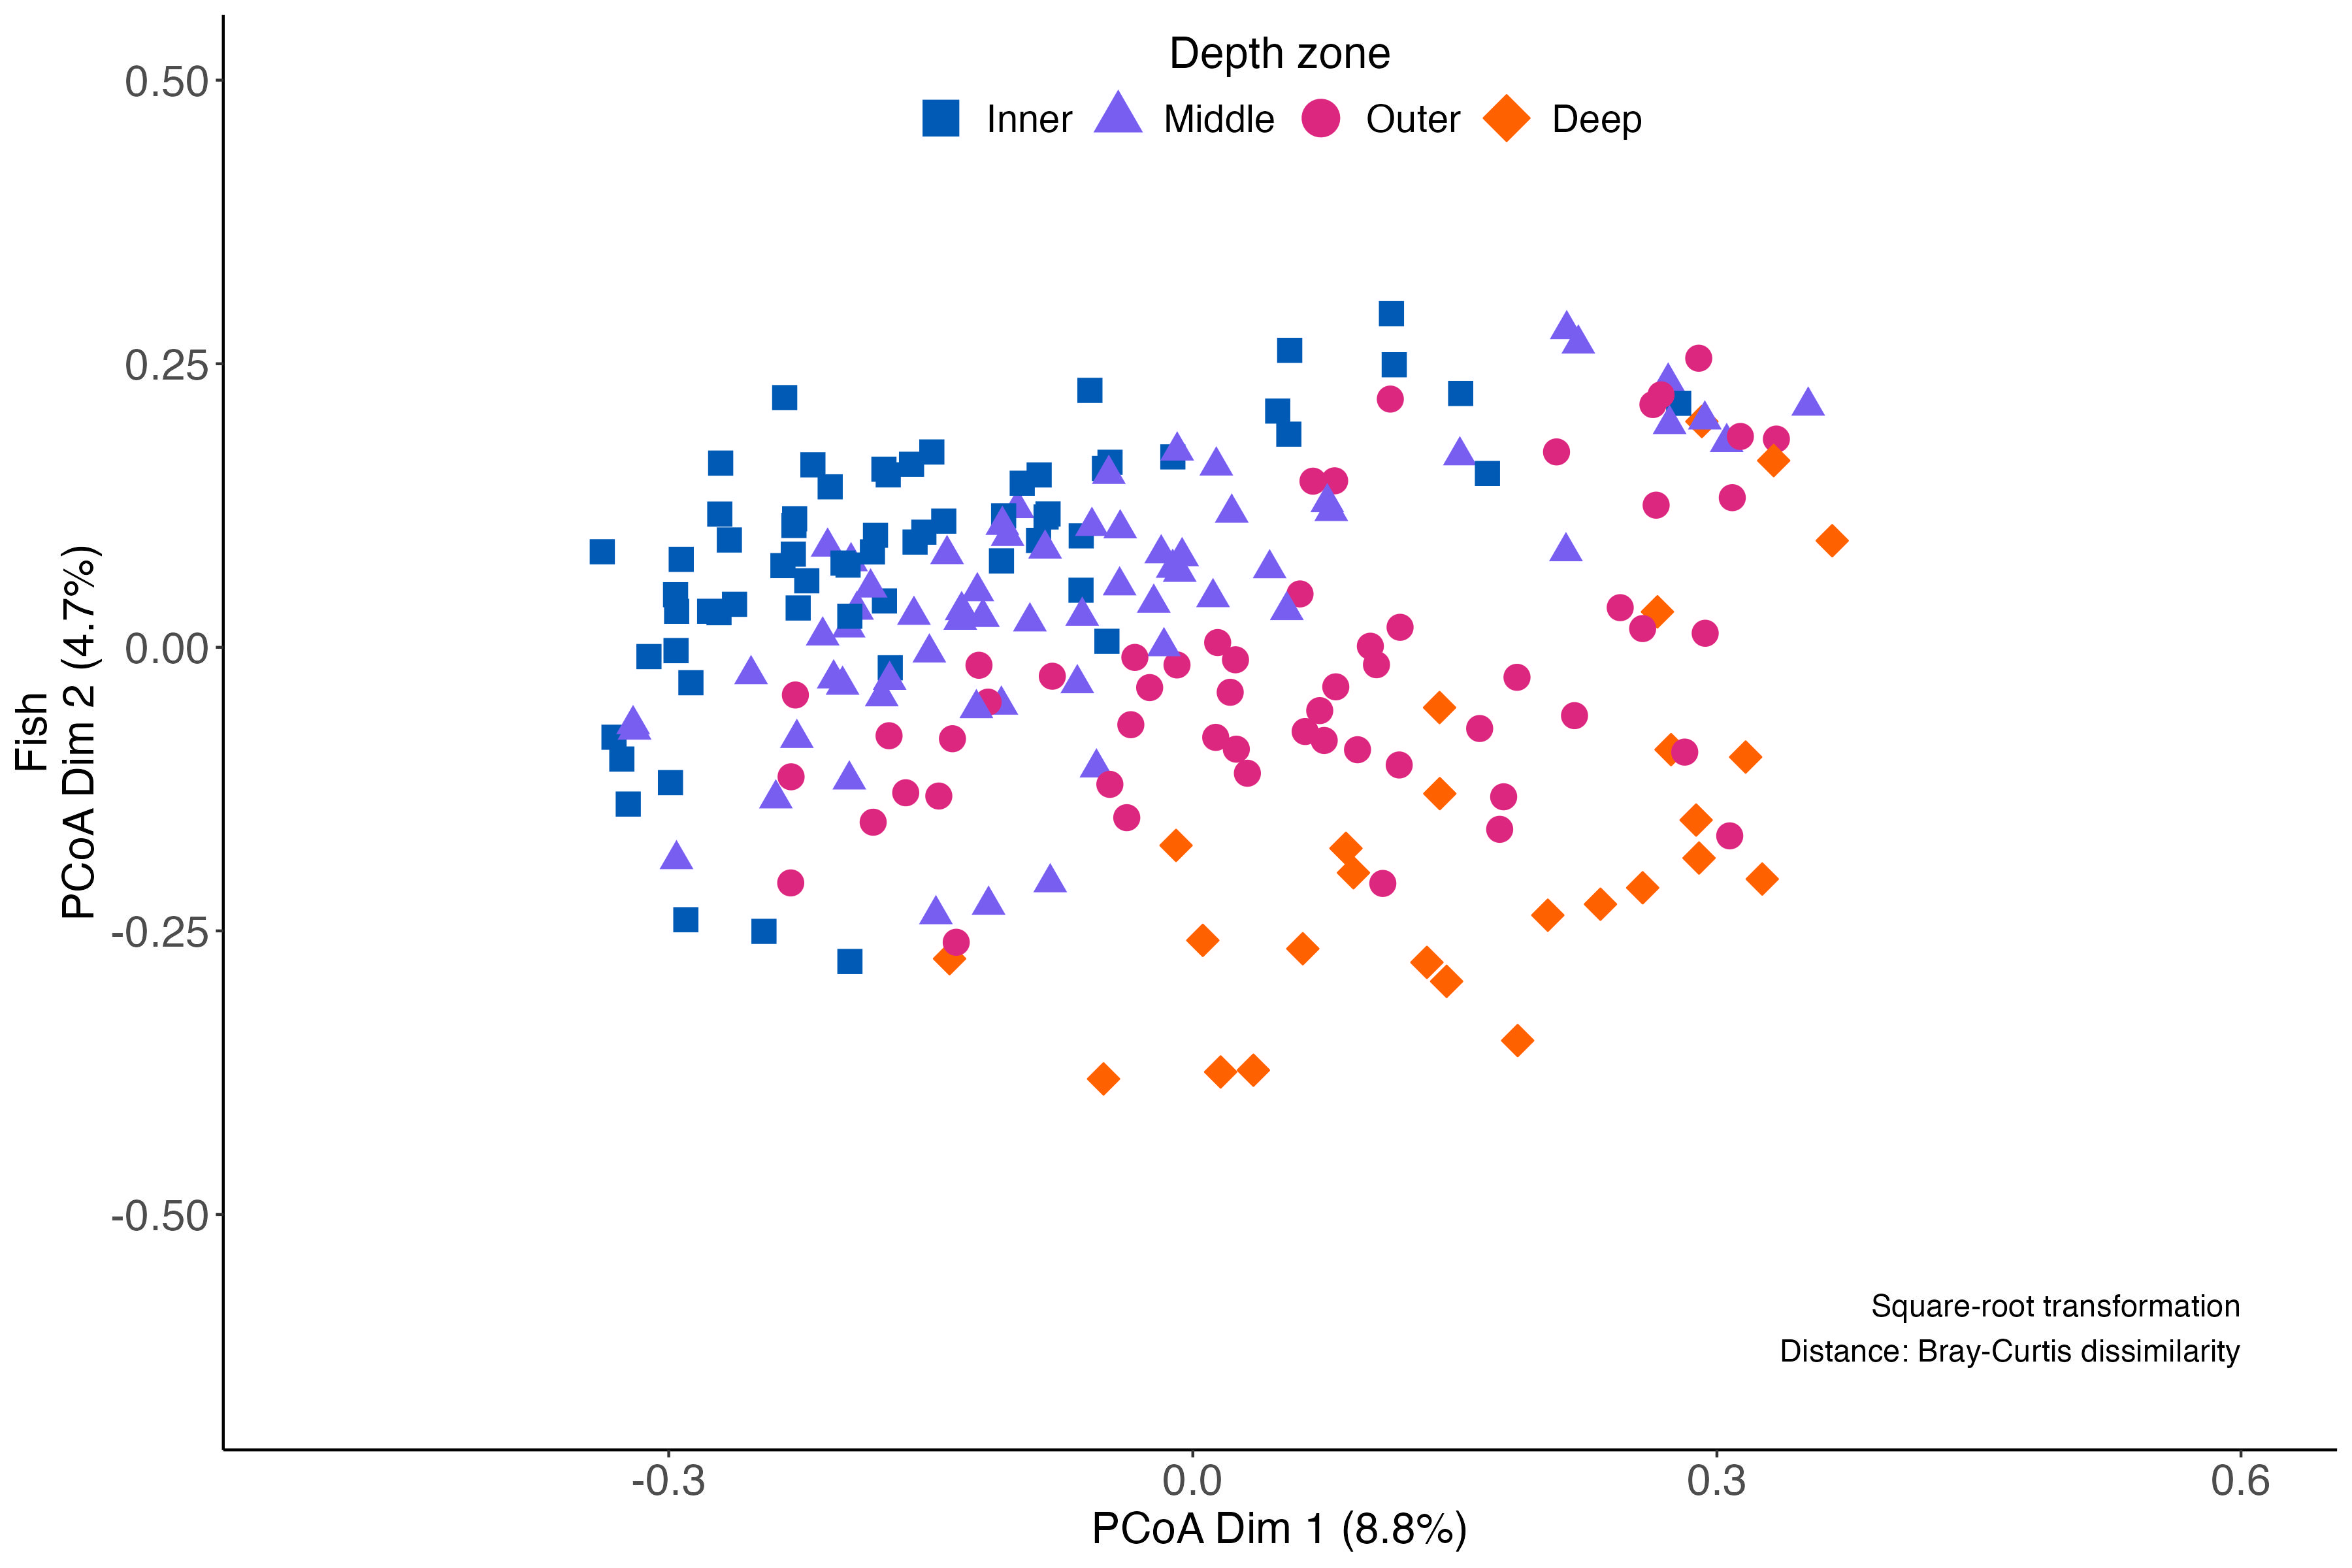 Depth zone
Inner
Middle
Outer
Deep
0.50
0.25
0.00
-0.25
-0.50
Fish
PCoA Dim 2 (4.7%)
Square-root transformation
Distance: Bray-Curtis dissimilarity
-0.3
0.0
0.3
0.6
PCoA Dim 1 (8.8%)